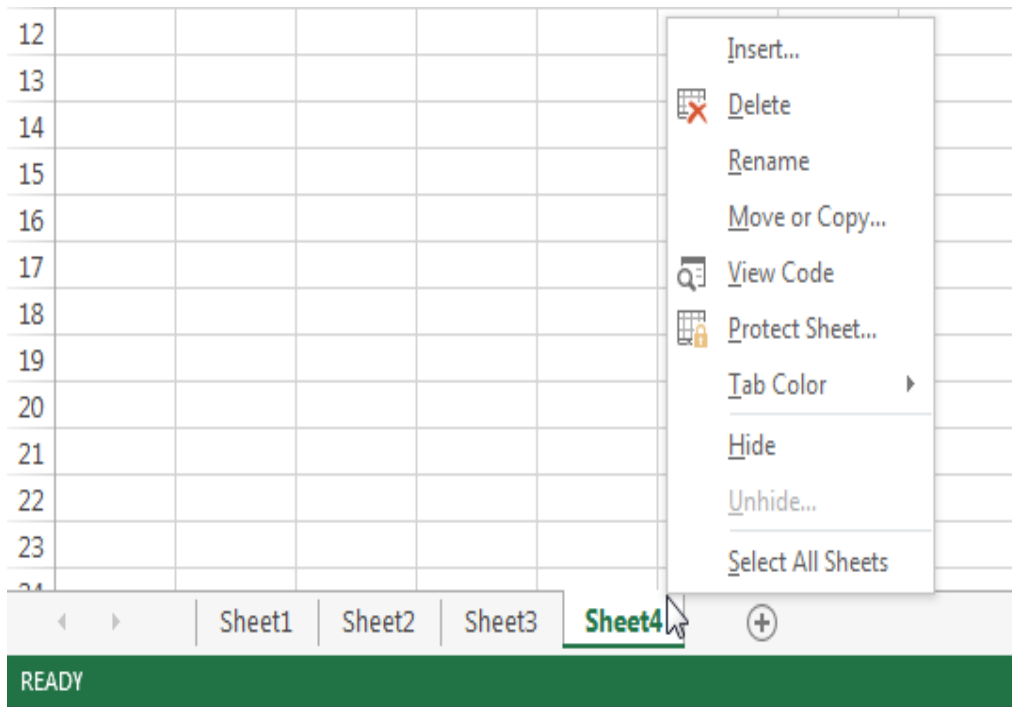 12
13
14
15
16
17
18
19
20
21
22
23
Insert...
Delete
Rename
Move or Copy...
View Code
Protect Sheet...
Tab Color
Hide
Unhide...
Select All Sheets
Sheet1 Sheet2 Sheet3 Sheet4
READY